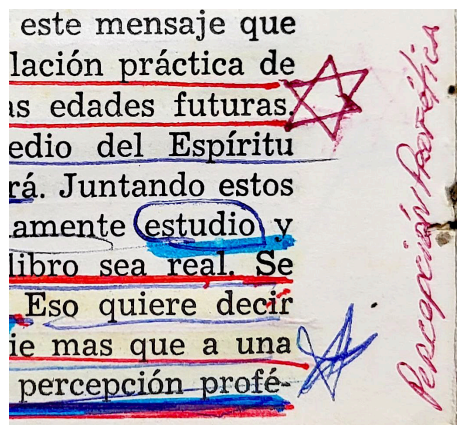 este mensaje que
lación práctica de
as edades futuras.
edio del Espíritu
rá. Juntando estos
amente estudio y
libro sea real. Se
Eso quiere decir
ie mas que a una
percepción profé-
Percepción Profética